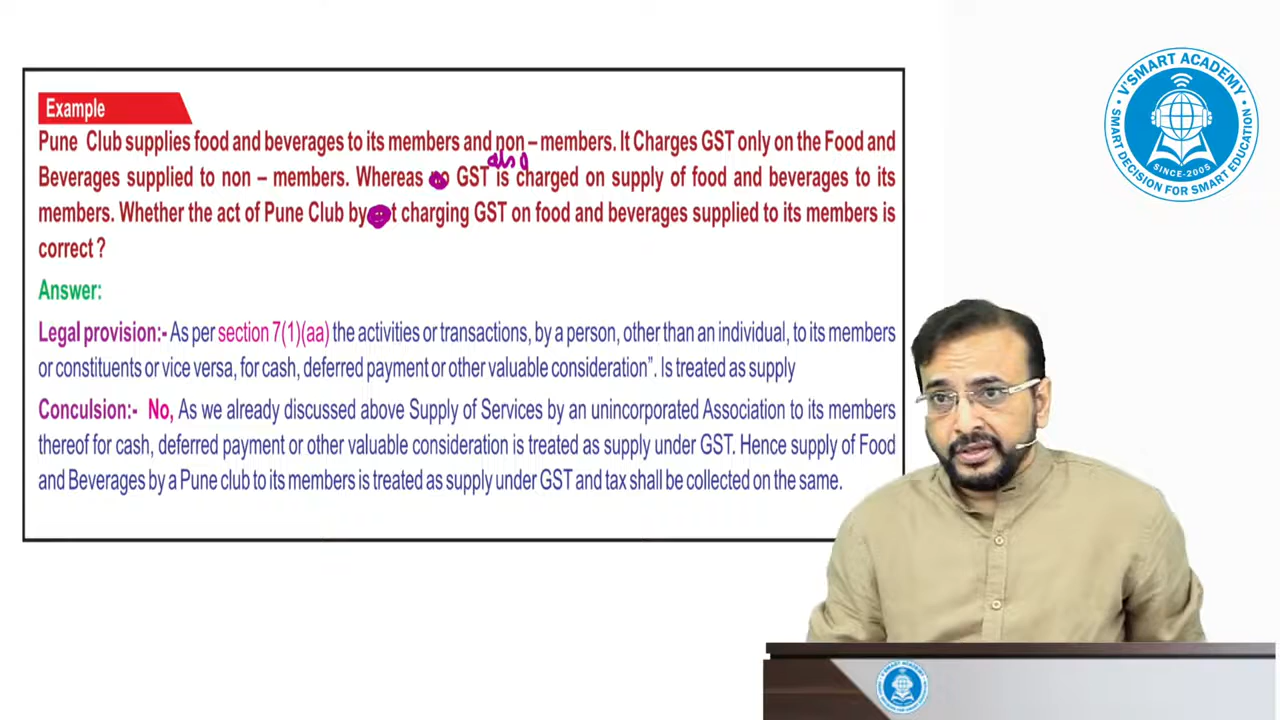 Example
Pune Club supplies food and beverages to its members and non – members. It Charges GST only on the Food and
also
Beverages supplied to non – members. Whereas GST is charged on supply of food and beverages to its
members. Whether the act of Pune Club by t charging GST on food and beverages supplied to its members is
correct ?
Answer:
Legal provision:- As per section 7(1)(aa) the activities or transactions, by a person, other than an individual, to its members
or constituents or vice versa, for cash, deferred payment or other valuable consideration”. Is treated as supply
Conculsion:- No, As we already discussed above Supply of Services by an unincorporated Association to its members
thereof for cash, deferred payment or other valuable consideration is treated as supply under GST. Hence supply of Food
and Beverages by a Pune club to its members is treated as supply under GST and tax shall be collected on the same.
V'SMART ACADEMY
SINCE-2005
SMART DECISION FOR SMART EDUCATION
V'SMART ACADEMY